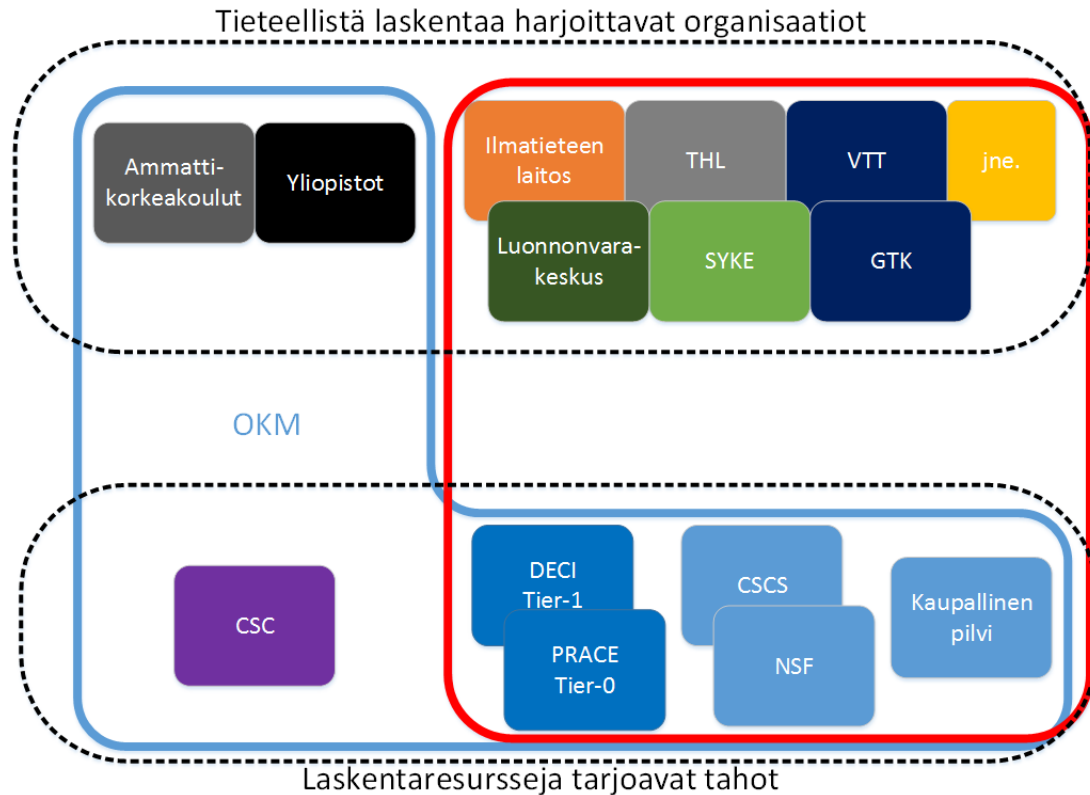 Tieteellistä laskentaa harjoittavat organisaatiot
Ammatti-
korkeakoulut
Yliopistot
Ilmatieteen
laitos
THL
VTT
jne.
Luonnonvara-
keskus
SYKE
GTK
OKM
CSC
DECI
Tier-1
PRACE
Tier-0
CSCS
NSF
Kaupallinen
pilvi
Laskentaresursseja tarjoavat tahot